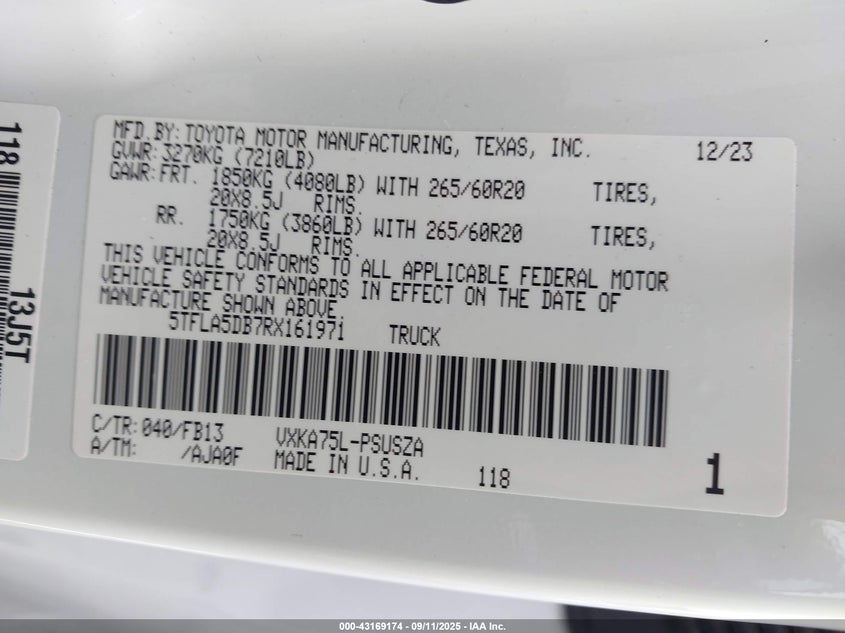 MFD.BY: TOYOTA MOTOR MANUFACTURING, TEXAS, INC. 12/23
GVWR: 3270KG (7210LB)
GAWR: FRT. 1850KG (4080LB) WITH 265/60R20 TIRES,
20X8.5J RIMS.
RR. 1750KG (3860LB) WITH 265/60R20 TIRES,
20X8.5J RIMS.
THIS VEHICLE CONFORMS TO ALL APPLICABLE FEDERAL MOTOR
VEHICLE SAFETY STANDARDS IN EFFECT ON THE DATE OF
MANUFACTURE SHOWN ABOVE.
5TFLA5DB7RX161971 TRUCK
C/TR: 040/FB13 VXKA75L-PSUSZA
A/TM: /AJA0F MADE IN U.S.A. 118 1
118 13J5T
000-43169174 - 09/11/2025 - IAA Inc.